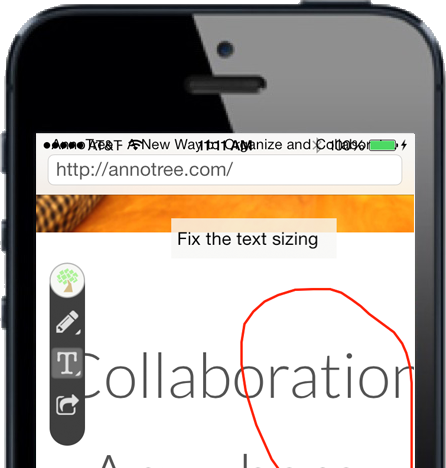 AT&T 11:11 AM 100%
AnnoTree - A New Way to Organize and
http://annotree.com/
Fix the text sizing
T
Collaboration